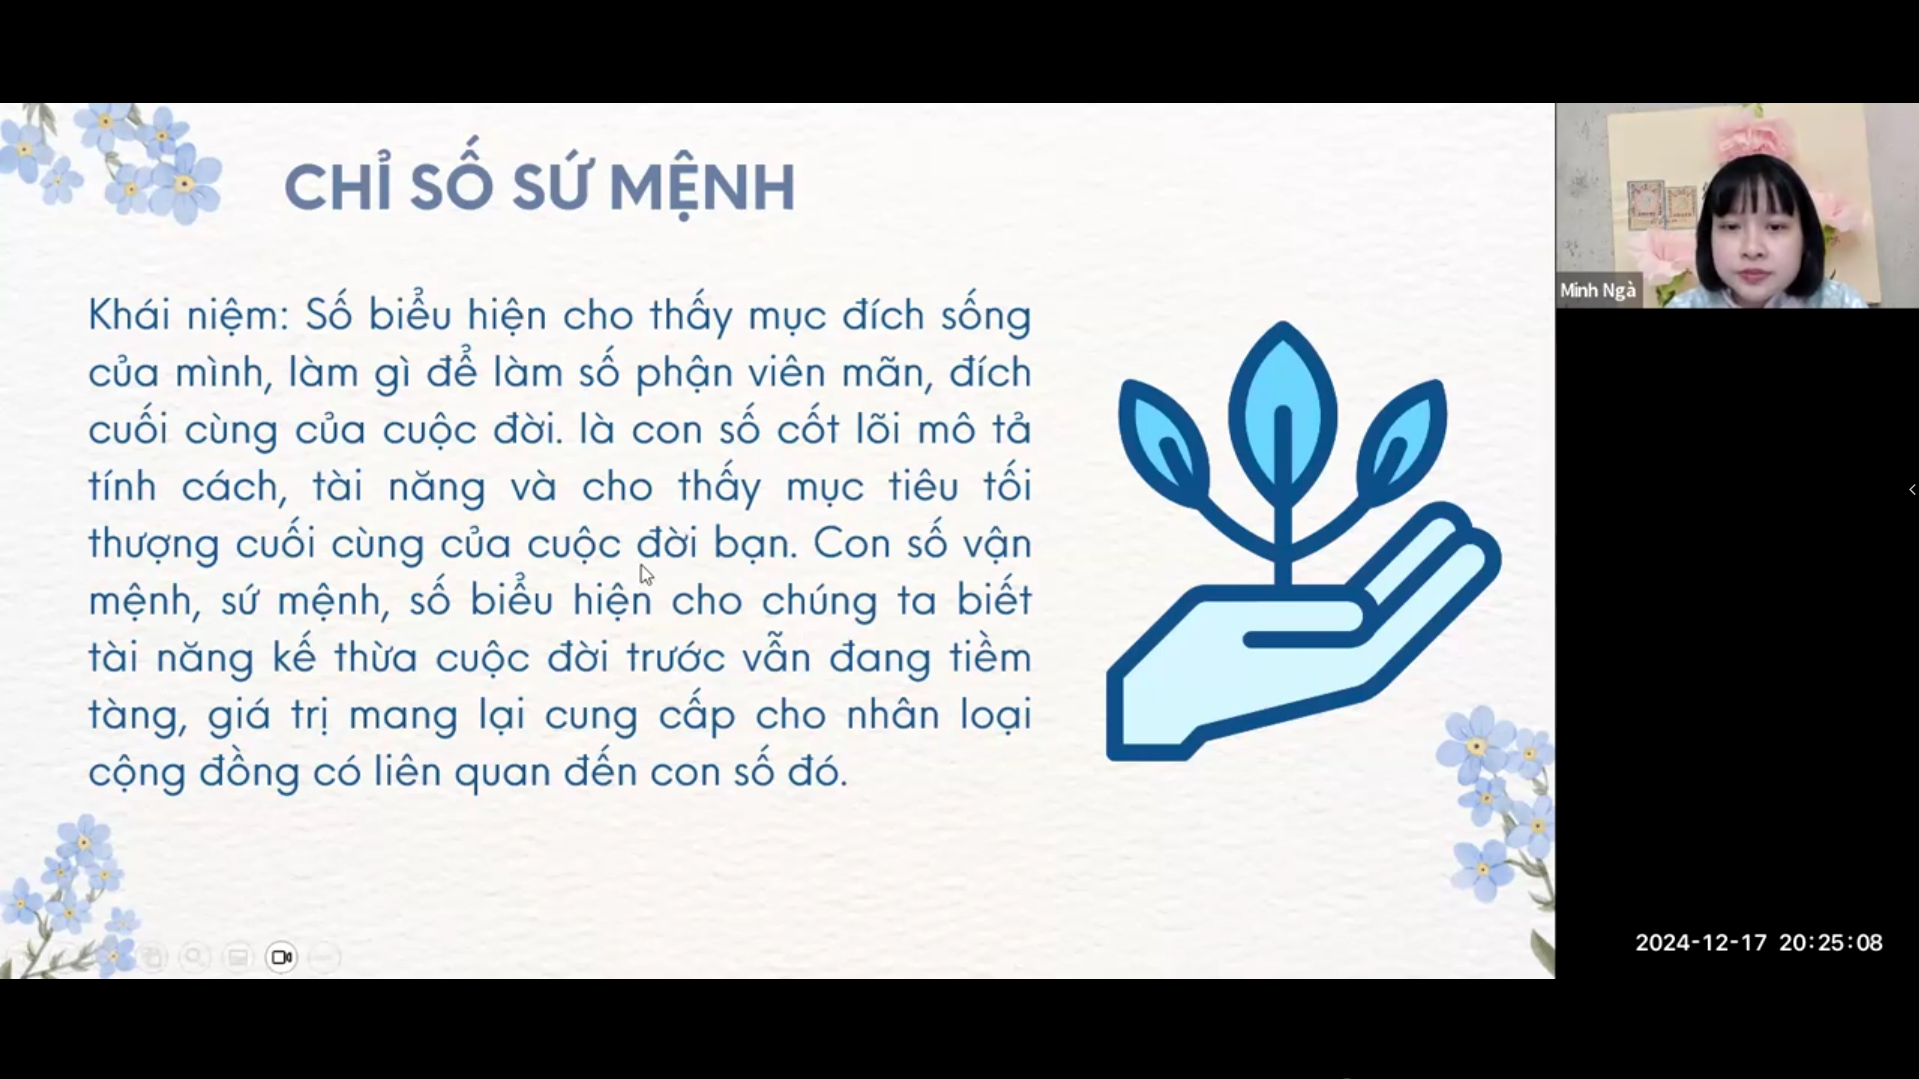 CHỈ SỐ SỨ MỆNH
Khái niệm: Số biểu hiện cho thấy mục đích sống
của mình, làm gì để làm số phận viên mãn, đích
cuối cùng của cuộc đời. là con số cốt lõi mô tả
tính cách, tài năng và cho thấy mục tiêu tối
thượng cuối cùng của cuộc đời bạn. Con số vận
mệnh, sứ mệnh, số biểu hiện cho chúng ta biết
tài năng kế thừa cuộc đời trước vẫn đang tiềm
tàng, giá trị mang lại cung cấp cho nhân loại
cộng đồng có liên quan đến con số đó.
Minh Ngà
2024-12-17 20:25:08